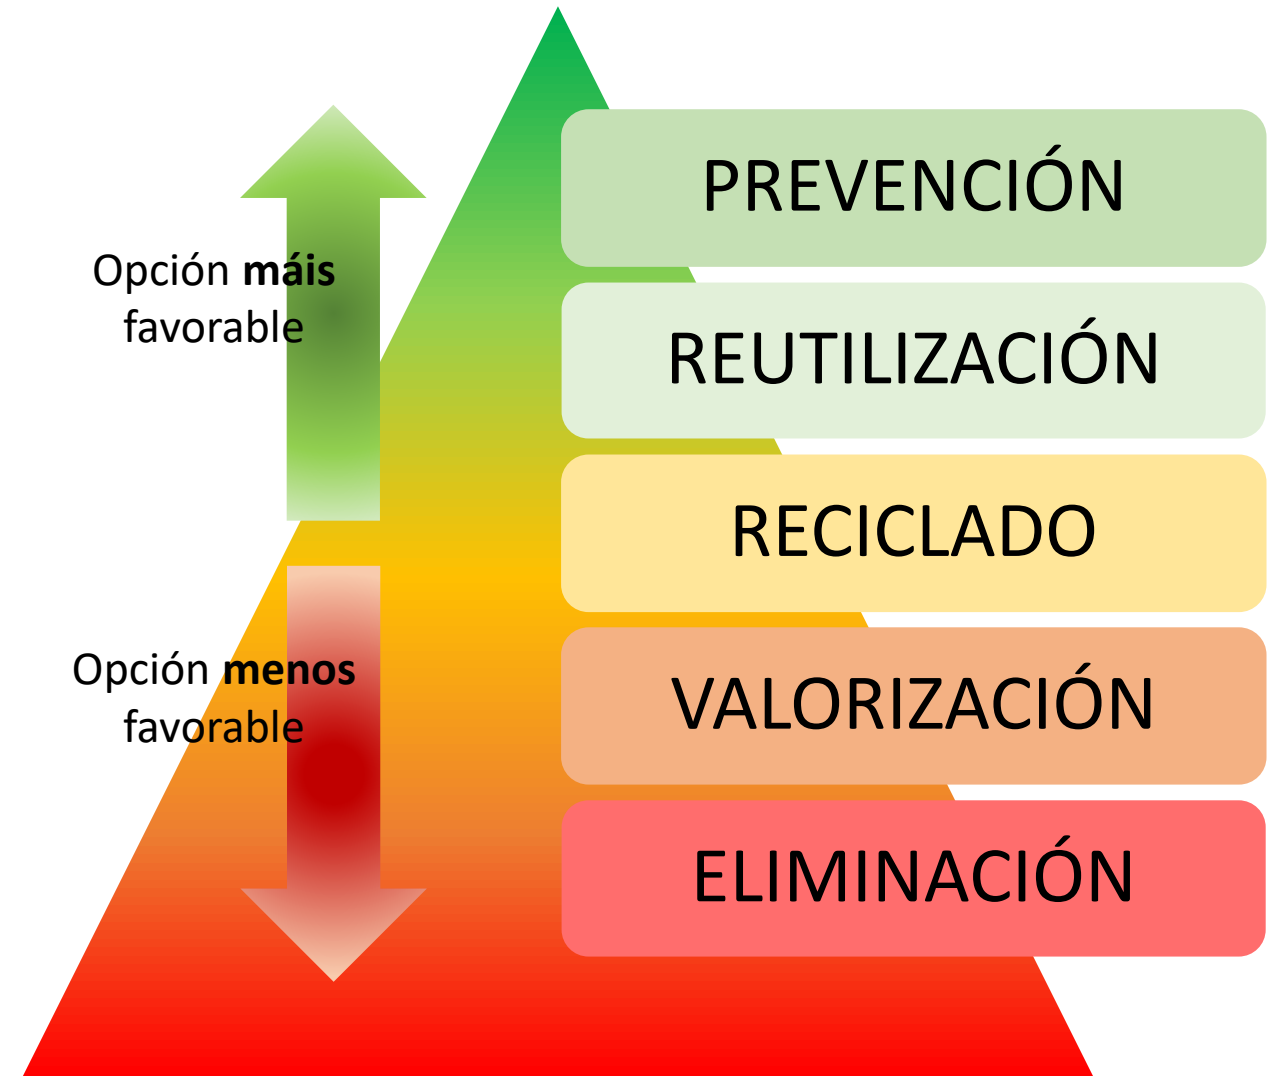 PREVENCIÓN
Opción máis
favorable
REUTILIZACIÓN
RECICLADO
Opción menos
favorable
VALORIZACIÓN
ELIMINACIÓN